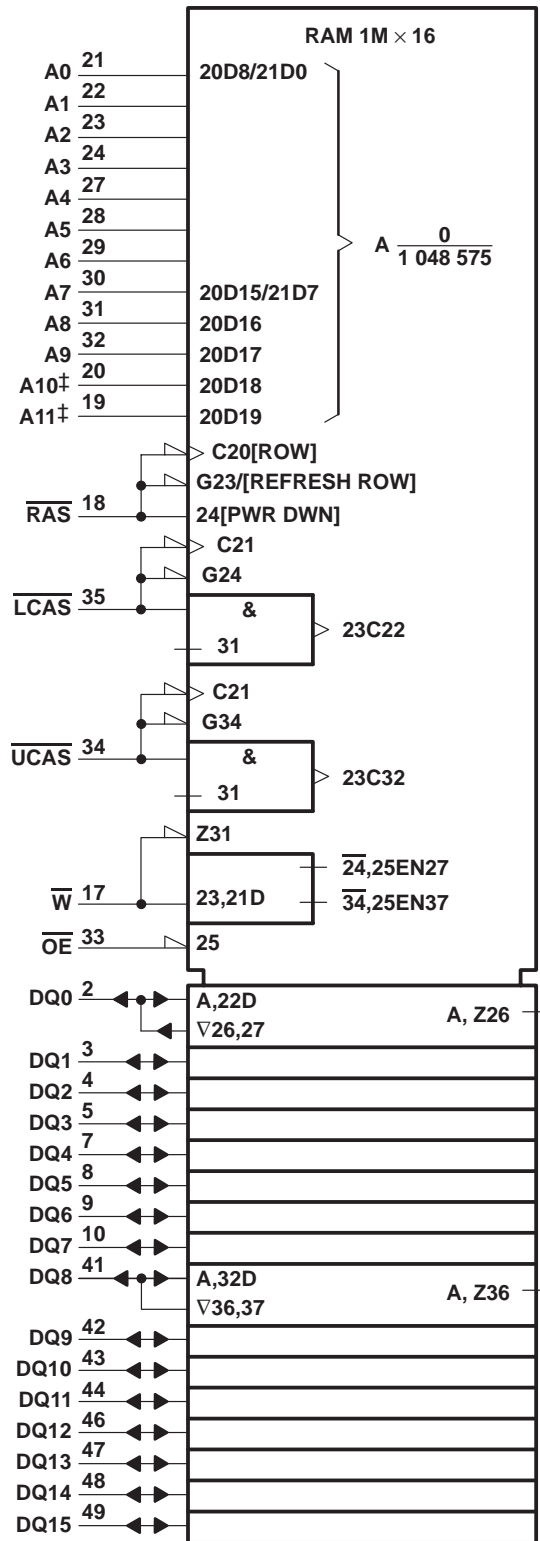 RAM 1M × 16
A0 21 20D8/21D0
A1 22
A2 23
A3 24
A4 27
A5 28
A6 29
A 0
1 048 575
A7 30 20D15/21D7
A8 31 20D16
A9 32 20D17
A10‡ 20 20D18
A11‡ 19 20D19
C20[ROW]
G23/[REFRESH ROW]
RAS 18 24[PWR DWN]
C21
G24
LCAS 35 &
31
23C22
C21
G34
UCAS 34 &
31
23C32
Z31
24,25EN27
W 17 23,21D
34,25EN37
OE 33 25
DQ0 2 A,22D
∇26,27
A, Z26
DQ1 3
DQ2 4
DQ3 5
DQ4 7
DQ5 8
DQ6 9
DQ7 10
DQ8 41 A,32D
∇36,37
A, Z36
DQ9 42
DQ10 43
DQ11 44
DQ12 46
DQ13 47
DQ14 48
DQ15 49